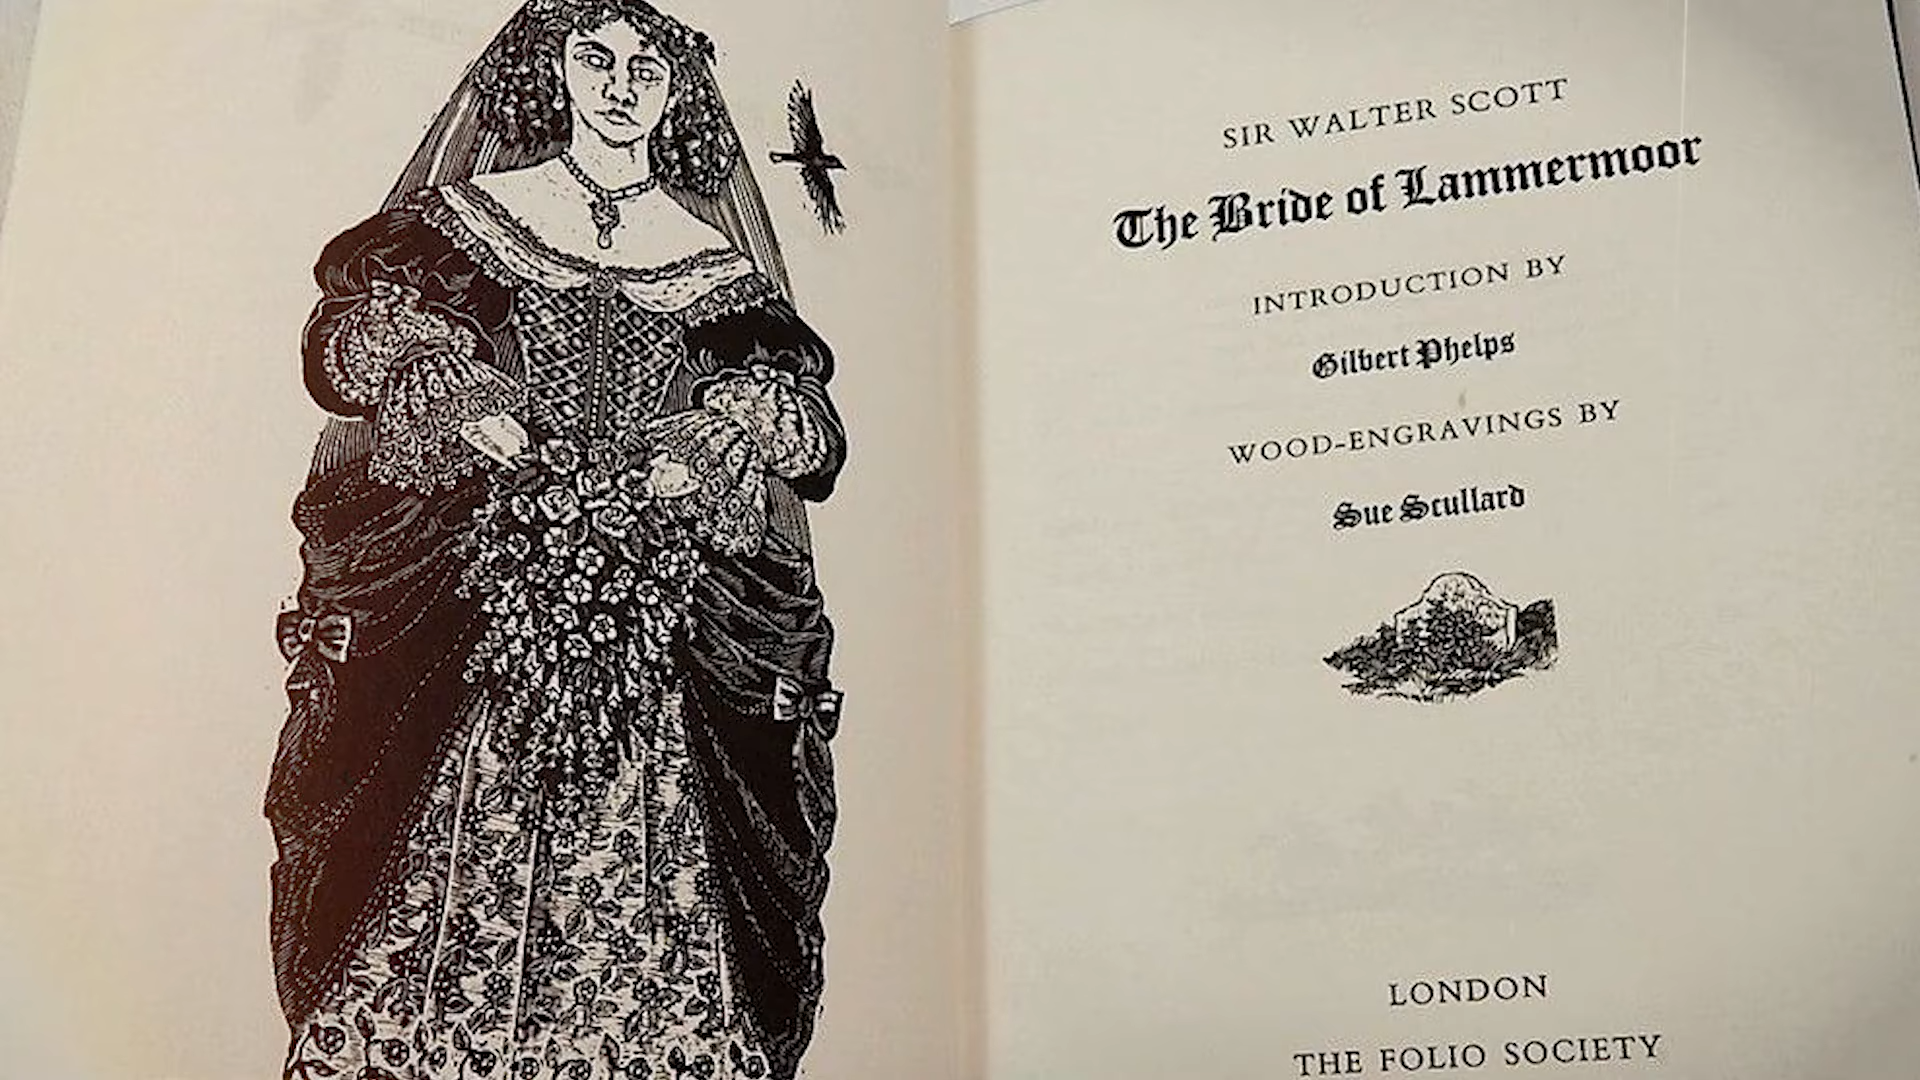 SIR WALTER SCOTT
The Bride of Lammermoor
INTRODUCTION BY
Gilbert Phelps
WOOD-ENGRAVINGS BY
Sue Scullard
LONDON
THE FOLIO SOCIETY